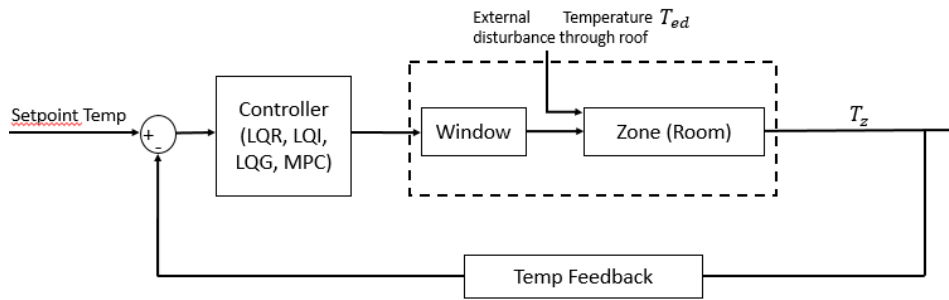 External Temperature T_ed
disturbance through roof
Setpoint Temp
Controller
(LQR, LQI,
LQG, MPC)
+
-
Window
Zone (Room)
T_z
Temp Feedback